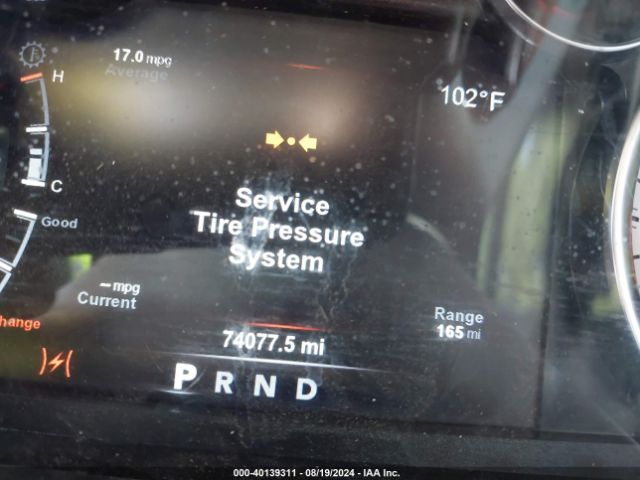 17.0 mpg
Average
H
102°F
C
Service
Tire Pressure
System
Good
– mpg
Current
Range
165 mi
hange
74077.5 mi
P R N D
000-40139311 - 08/19/2024 - IAA Inc.